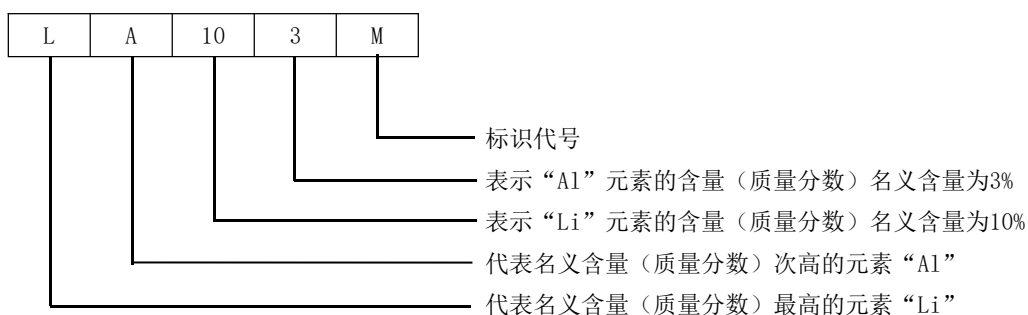 L A 10 3 M
标识代号
表示“Al”元素的含量（质量分数）名义含量为3%
表示“Li”元素的含量（质量分数）名义含量为10%
代表名义含量（质量分数）次高的元素“Al”
代表名义含量（质量分数）最高的元素“Li”